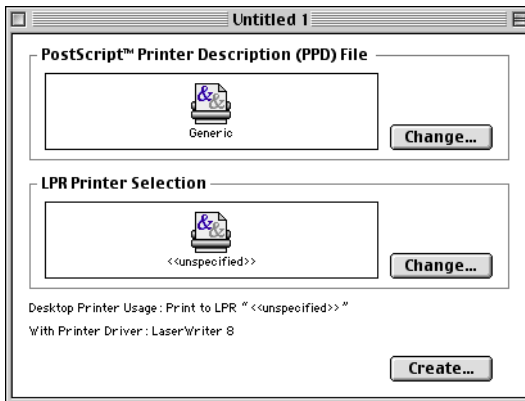 Untitled 1
PostScript™ Printer Description (PPD) File
&&
Generic
Change...
LPR Printer Selection
&&
<<unspecified>>
Change...
Desktop Printer Usage: Print to LPR "<<unspecified>>"
With Printer Driver: LaserWriter 8
Create...